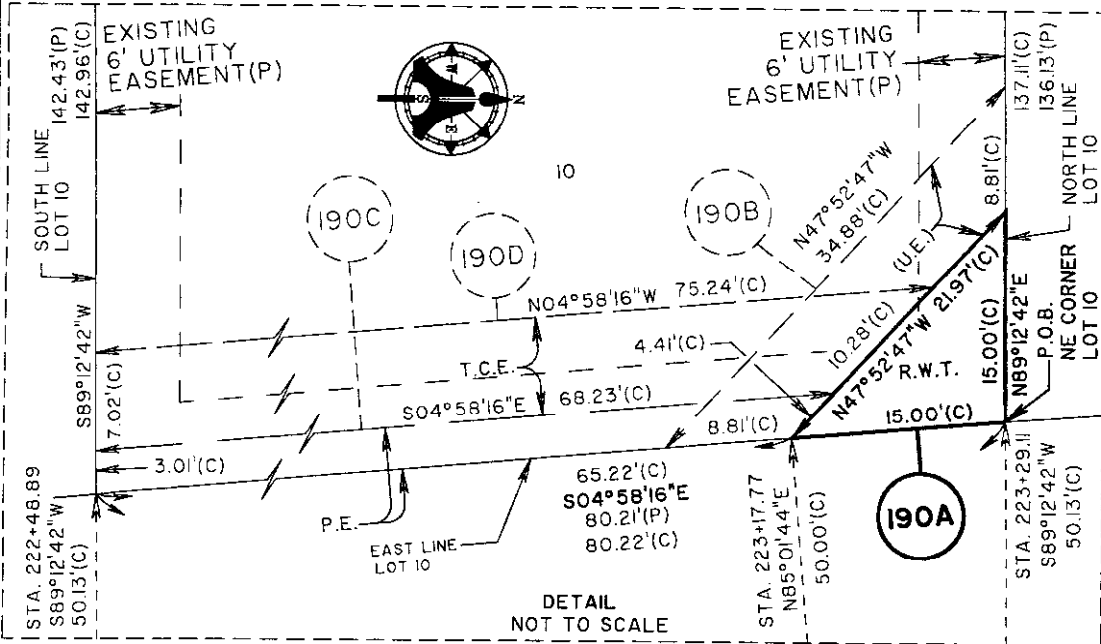 EXISTING
6' UTILITY
EASEMENT(P)
142.43'(P)
142.96'(C)
SOUTH LINE
LOT 10
W
S
N
E
10
EXISTING
6' UTILITY
EASEMENT(P)
137.11'(C)
136.13'(P)
NORTH LINE
LOT 10
8.81'(C)
190C
190D
190B
N47°52'47"W
34.88'(C)
(U.E.)
N04°58'16"W 75.24'(C)
S89°12'42"W
T.C.E.
4.41'(C)
10.28'(C)
N47°52'47"W 21.97'(C)
R.W.T.
15.00'(C)
N89°12'42"E
P.O.B.
NE CORNER
LOT 10
7.02'(C)
S04°58'16"E 68.23'(C)
15.00'(C)
8.81'(C)
3.01'(C)
65.22'(C)
S04°58'16"E
80.21'(P)
80.22'(C)
P.E.
EAST LINE
LOT 10
190A
STA. 222+48.89
S89°12'42"W
50.13'(C)
STA. 223+17.77
N85°01'44"E
50.00'(C)
STA. 223+29.11
S89°12'42"W
50.13'(C)
DETAIL
NOT TO SCALE